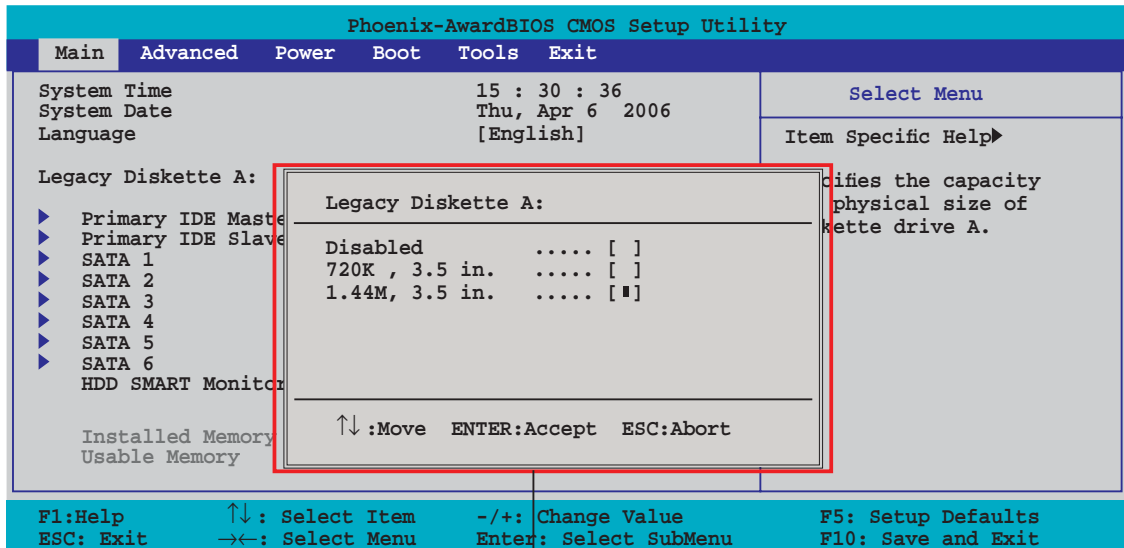 Phoenix-AwardBIOS CMOS Setup Utility
Main Advanced Power Boot Tools Exit
System Time 15 : 30 : 36
System Date Thu, Apr 6 2006
Language [English]
Legacy Diskette A:
Primary IDE Maste
Primary IDE Slave
SATA 1
SATA 2
SATA 3
SATA 4
SATA 5
SATA 6
HDD SMART Monitor
Installed Memory
Usable Memory
Legacy Diskette A:
Disabled ..... [ ]
720K , 3.5 in. ..... [ ]
1.44M, 3.5 in. ..... [▮]
↑↓ :Move ENTER:Accept ESC:Abort
Select Menu
Item Specific Help▶
cifies the capacity
physical size of
kette drive A.
F1:Help ↑↓ : Select Item -/+: Change Value F5: Setup Defaults
ESC: Exit →←: Select Menu Enter: Select SubMenu F10: Save and Exit